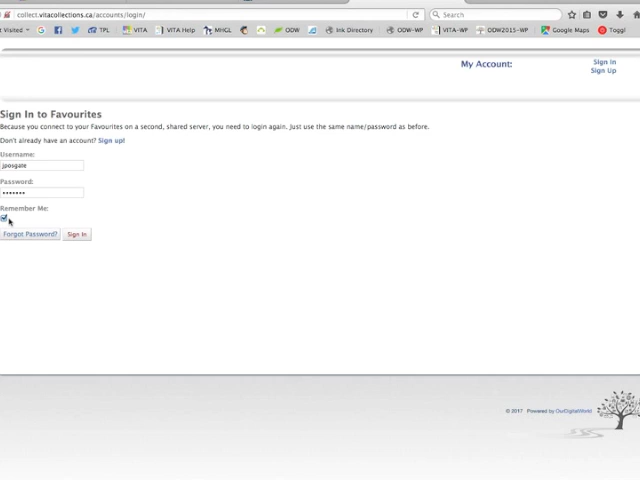 collect.vitacollections.ca/accounts/login/
Search
Visited
TPL
VITA
VITA Help
MHGL
ODW
Ink Directory
ODW-WP
VITA-WP
ODW2015-WP
Google Maps
Toggl
My Account:
Sign in
Sign Up
Sign In to Favourites
Because you connect to your Favourites on a second, shared server, you need to login again. Just use the same name/password as before.
Don't already have an account? Sign up!
Username:
jposgate
Password:
•••••••
Remember Me:
Forgot Password?
Sign In
© 2017 Powered by OurDigitalWorld